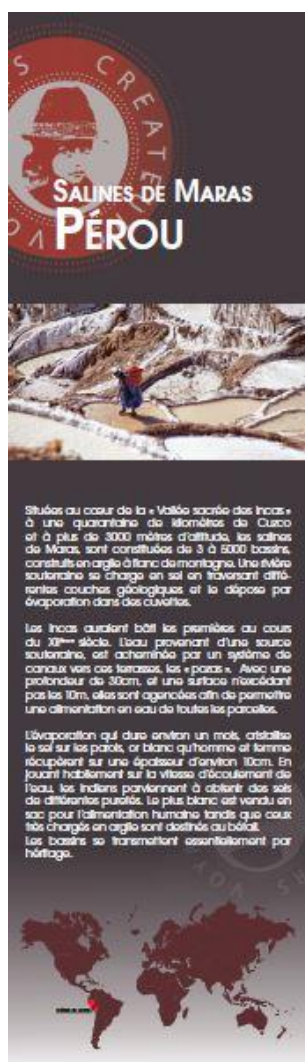 CREATE
SALINES DE MARAS
PÉROU
Situées au cœur de la « Vallée sacrée des Incas »
à une quarantaine de kilomètres de Cuzco
et à plus de 3000 mètres d'altitude, les salines
de Maras, sont constituées de 3 à 5000 bassins,
construits en argile à flanc de montagne. Une rivière
souterraine se charge en sel en traversant diffé-
rentes couches géologiques et le dépose par
évaporation dans des cuvettes.
Les Incas auraient bâti les premières au cours
du siècle. L'eau provenant d'une source
souterraine, est acheminée par un système de
canaux vers ces terrasses, les « pozas ». Avec une
profondeur de 30cm, et une surface n'excédant
pas les 10m, elles sont agencées afin de permettre
une alimentation en eau de toutes les parcelles.
L'évaporation qui dure environ un mois, cristallise
le sel sur les parois, or blanc qu'homme et femme
récupèrent sur une épaisseur d'environ 10cm. En
jouant habilement sur la vitesse d'écoulement de
l'eau, les indiens parviennent à obtenir des sels
de différentes puretés. Le plus blanc est vendu en
sac pour l'alimentation humaine tandis que ceux
très chargés en argile sont destinés au bétail.
Les bassins se transmettent essentiellement par
héritage.
VOY